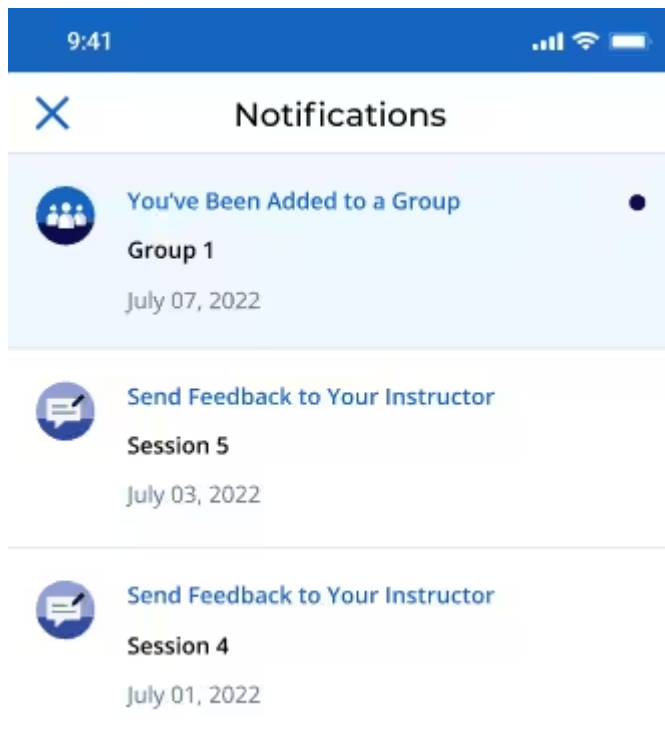 9:41
Notifications
You've Been Added to a Group
Group 1
July 07, 2022
Send Feedback to Your Instructor
Session 5
July 03, 2022
Send Feedback to Your Instructor
Session 4
July 01, 2022